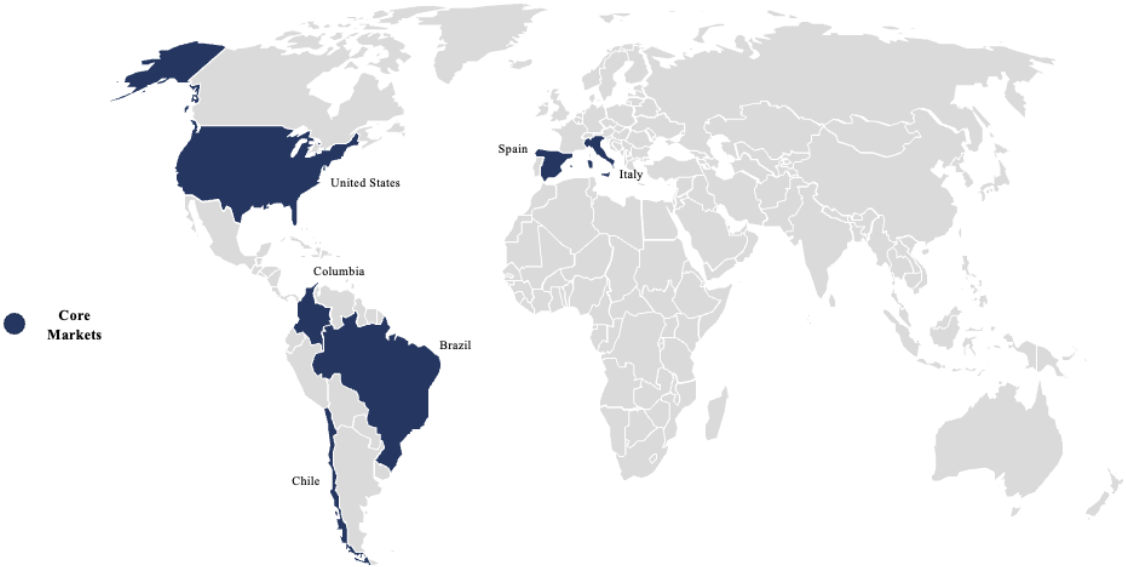 Spain
Italy
United States
Columbia
Core
Markets
Brazil
Chile